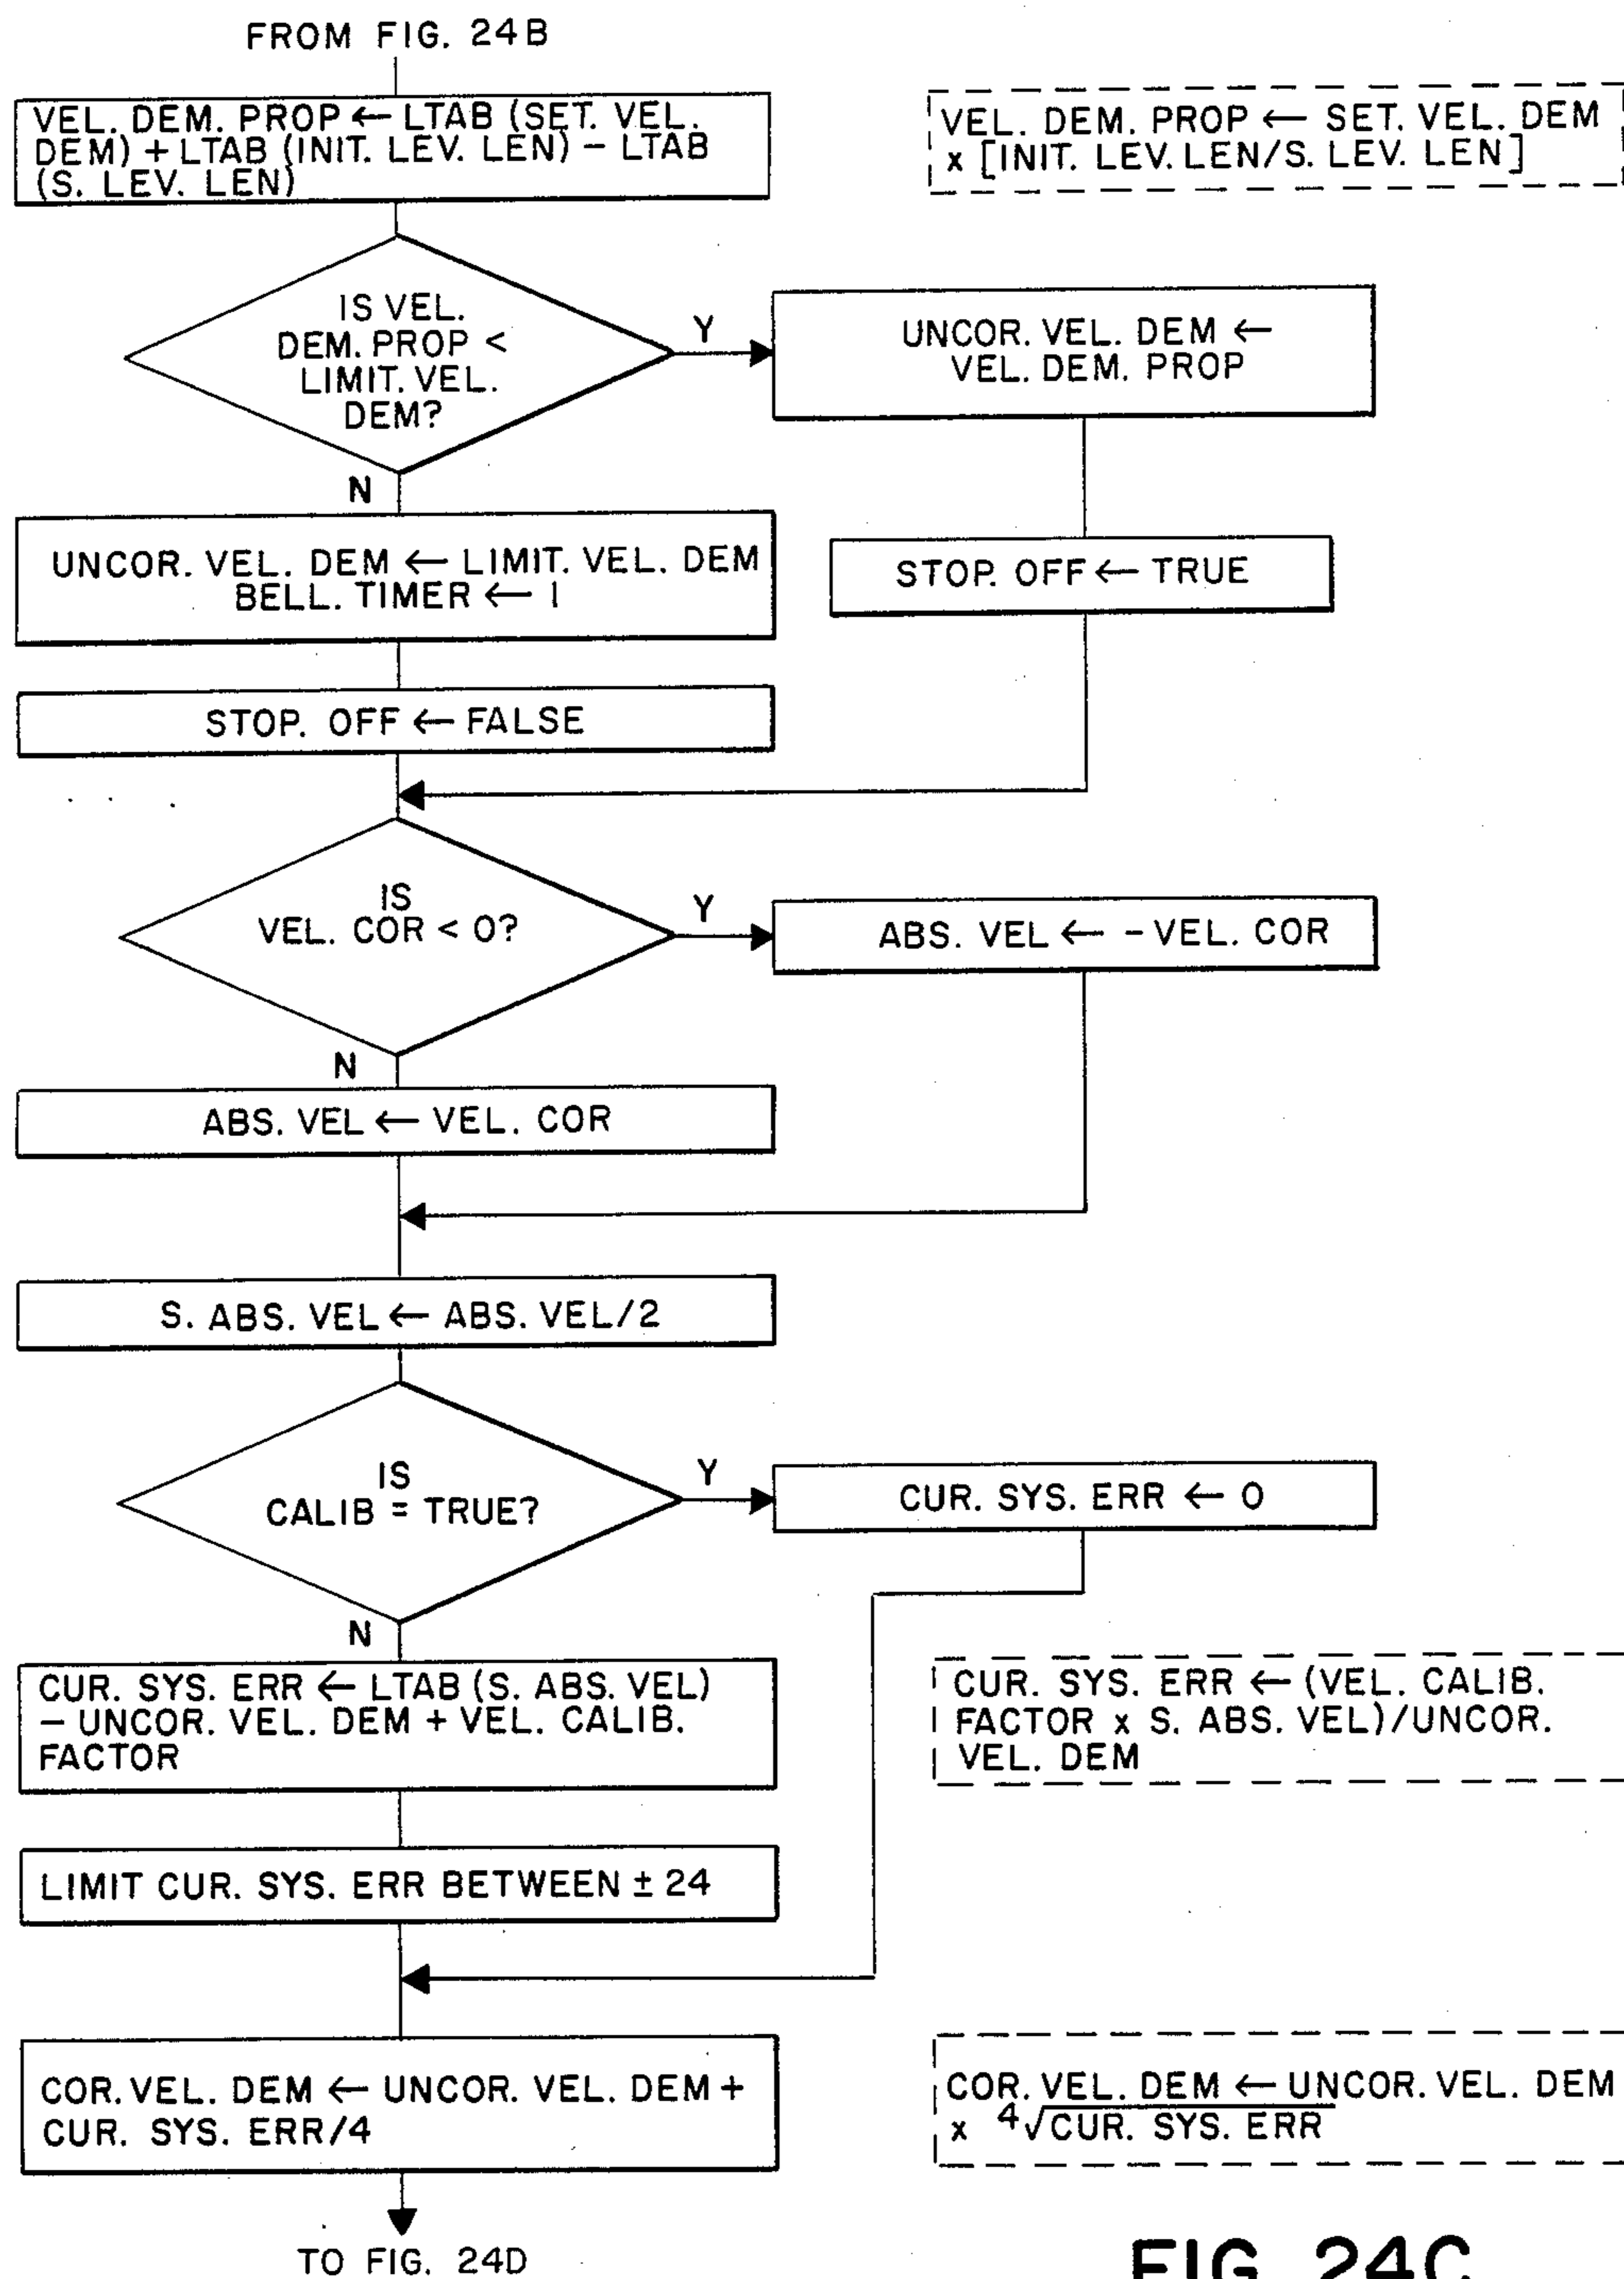 FROM FIG. 24B
VEL. DEM. PROP ← LTAB (SET. VEL.
DEM) + LTAB (INIT. LEV. LEN) – LTAB
(S. LEV. LEN)
VEL. DEM. PROP ← SET. VEL. DEM
x [INIT. LEV. LEN/S. LEV. LEN]
IS VEL.
DEM. PROP <
LIMIT. VEL.
DEM?
Y
UNCOR. VEL. DEM ←
VEL. DEM. PROP
N
UNCOR. VEL. DEM ← LIMIT. VEL. DEM
BELL. TIMER ← 1
STOP. OFF ← TRUE
STOP. OFF ← FALSE
IS
VEL. COR < 0?
Y
ABS. VEL ← - VEL. COR
N
ABS. VEL ← VEL. COR
S. ABS. VEL ← ABS. VEL/2
IS
CALIB = TRUE?
Y
CUR. SYS. ERR ← 0
N
CUR. SYS. ERR ← LTAB (S. ABS. VEL)
– UNCOR. VEL. DEM + VEL. CALIB.
FACTOR
CUR. SYS. ERR ← (VEL. CALIB.
FACTOR x S. ABS. VEL)/UNCOR.
VEL. DEM
LIMIT CUR. SYS. ERR BETWEEN ± 24
COR. VEL. DEM ← UNCOR. VEL. DEM +
CUR. SYS. ERR/4
COR. VEL. DEM ← UNCOR. VEL. DEM
x 4√CUR. SYS. ERR
TO FIG. 24D
FIG. 24C